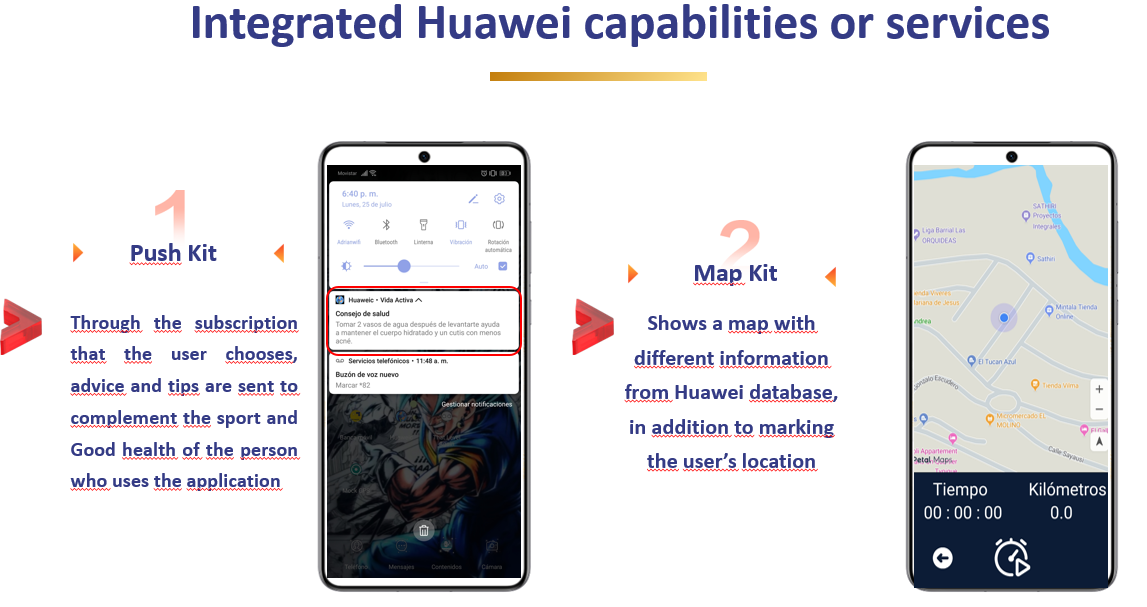 Integrated Huawei capabilities or services
1
Push Kit
Through the subscription
that the user chooses,
advice and tips are sent to
complement the sport and
Good health of the person
who uses the application
Movistar
6:40 p. m.
Lunes, 25 de julio
Adrianwifi
Bluetooth
Linterna
Vibración
Rotación
automática
Auto
Huaweic • Vida Activa
Consejo de salud
Tomar 2 vasos de agua después de levantarte ayuda
a mantener el cuerpo hidratado y un cutis con menos
acné.
Servicios telefónicos • 11:48 a. m.
Buzón de voz nuevo
Marcar *82
Gestionar notificaciones
Teléfono
Mensajes
Contenidos
Cámara
2
Map Kit
Shows a map with
different information
from Huawei database,
in addition to marking
the user's location
SATHIRI
Proyectos
Integrales
Liga Barrial Las
ORQUIDEAS
Sathiri
enda Viveres
Mariana de Jesus
Mintala Tienda
Online
andrea
El Tucan Azul
Gonzalo Escudero
Tienda Vima
Micromercado EL
MOLINO
+
−
Calle Sayausi
li Appartement
Petal Maps
Tiempo
Kilómetros
00 : 00 : 00
0.0